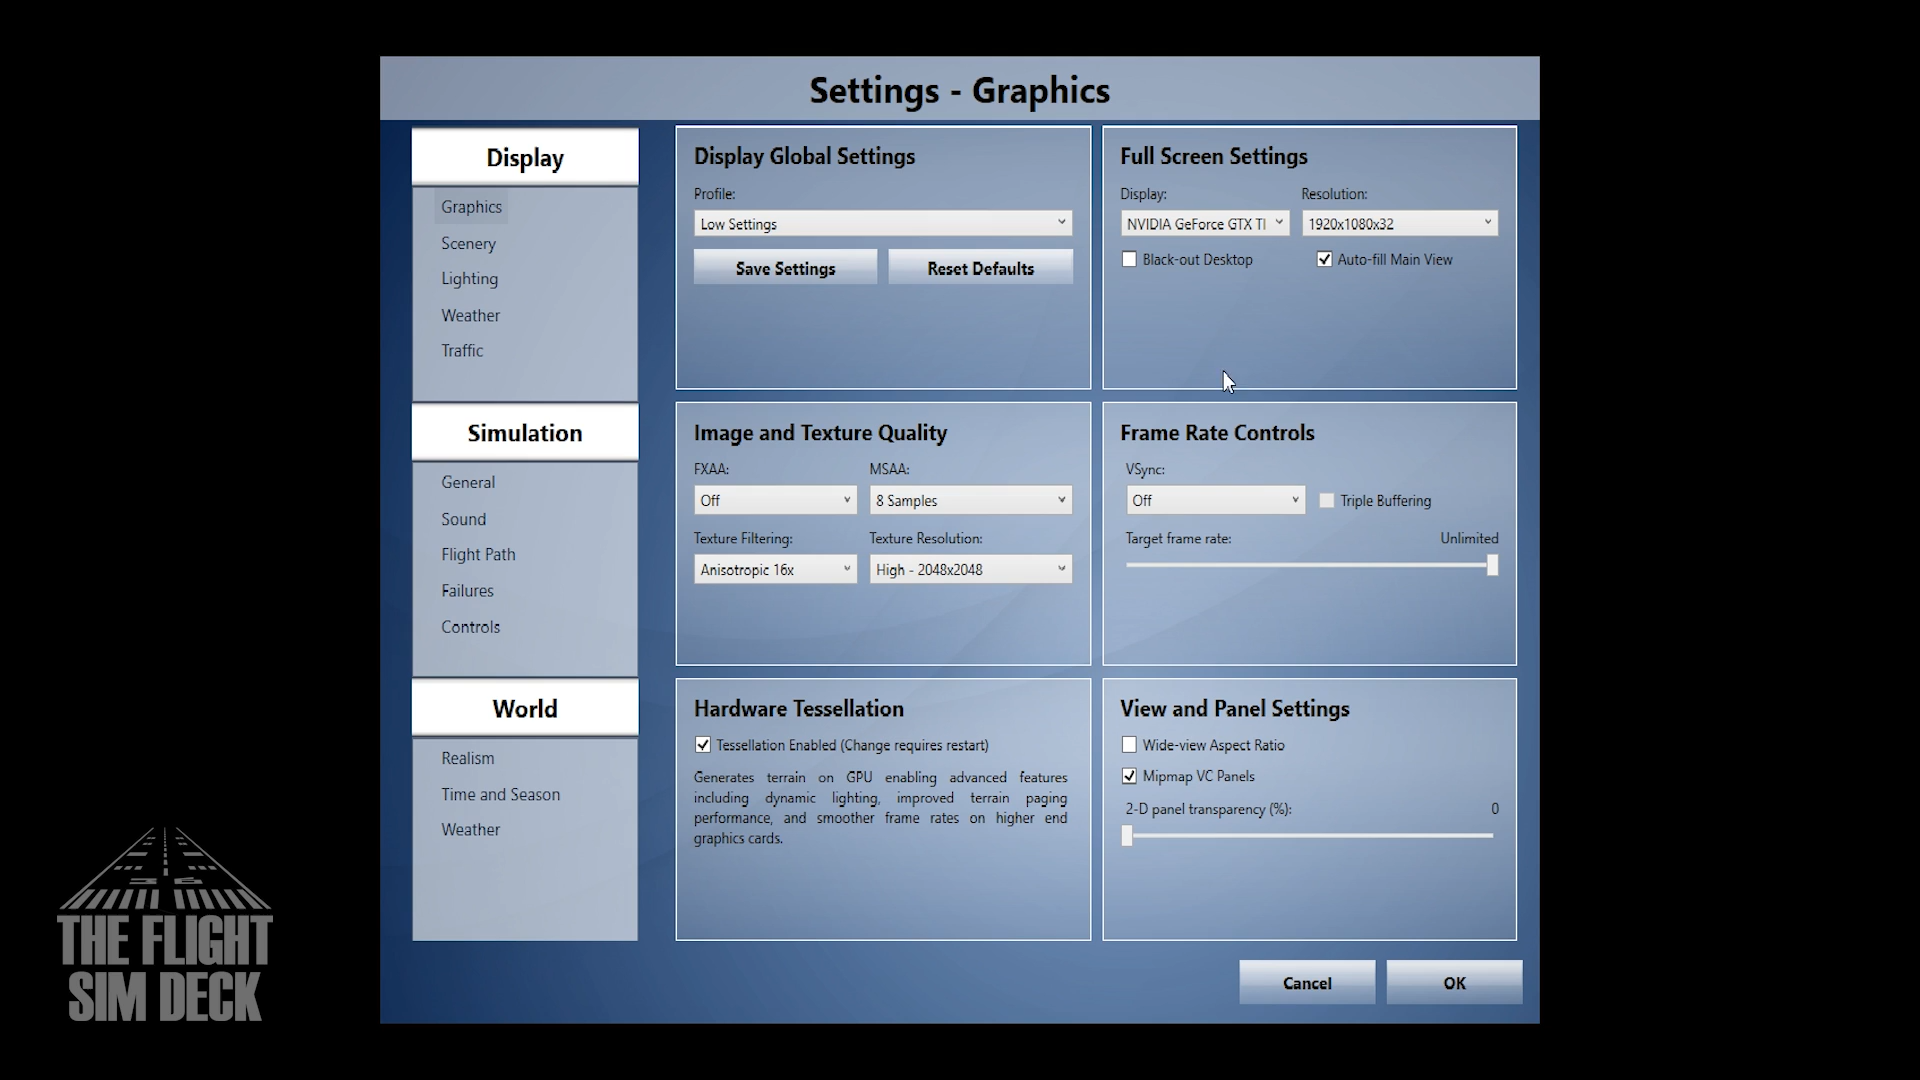 Settings - Graphics
Display
Graphics
Scenery
Lighting
Weather
Traffic
Simulation
General
Sound
Flight Path
Failures
Controls
World
Realism
Time and Season
Weather
Display Global Settings
Profile:
Low Settings
Save Settings
Reset Defaults
Full Screen Settings
Display: Resolution:
NVIDIA GeForce GTX TI 1920x1080x32
Black-out Desktop Auto-fill Main View
Image and Texture Quality
FXAA: MSAA:
Off 8 Samples
Texture Filtering: Texture Resolution:
Anisotropic 16x High - 2048x2048
Frame Rate Controls
VSync:
Off Triple Buffering
Target frame rate: Unlimited
Hardware Tessellation
Tessellation Enabled (Change requires restart)
Generates terrain on GPU enabling advanced features
including dynamic lighting, improved terrain paging
performance, and smoother frame rates on higher end
graphics cards.
View and Panel Settings
Wide-view Aspect Ratio
Mipmap VC Panels
2-D panel transparency (%): 0
Cancel
OK
36
THE FLIGHT
SIM DECK